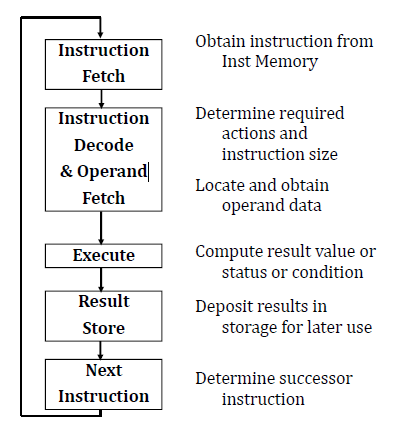 Instruction
Fetch
Obtain instruction from
Inst Memory
Instruction
Decode
& Operand
Fetch
Determine required
actions and
instruction size
Locate and obtain
operand data
Execute
Compute result value or
status or condition
Result
Store
Deposit results in
storage for later use
Next
Instruction
Determine successor
instruction